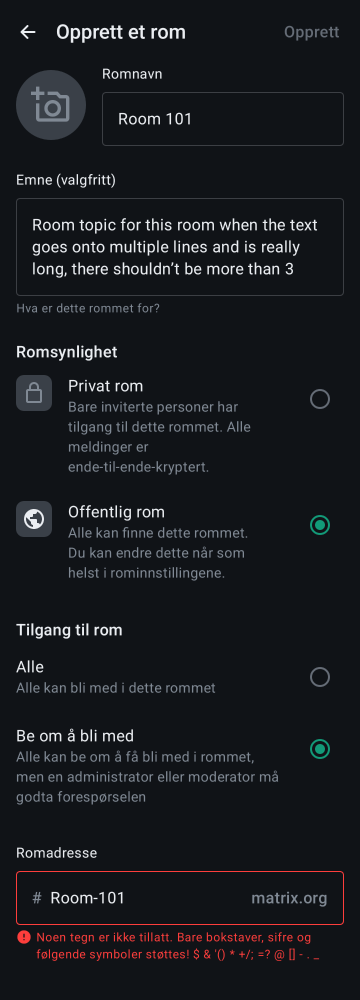 Opprett et rom
Opprett
Romnavn
Room 101
Emne (valgfritt)
Room topic for this room when the text
goes onto multiple lines and is really
long, there shouldn't be more than 3
Hva er dette rommet for?
Romsynlighet
Privat rom
Bare inviterte personer har
tilgang til dette rommet. Alle
meldinger er
ende-til-ende-kryptert.
Offentlig rom
Alle kan finne dette rommet.
Du kan endre dette når som
helst i rominnstillingene.
Tilgang til rom
Alle
Alle kan bli med i dette rommet
Be om å bli med
Alle kan be om å få bli med i rommet,
men en administrator eller moderator må
godta forespørselen
Romadresse
# Room-101 matrix.org
Noen tegn er ikke tillatt. Bare bokstaver, sifre og
følgende symboler støttes! $ & '() * +/; =? @ [] - . _